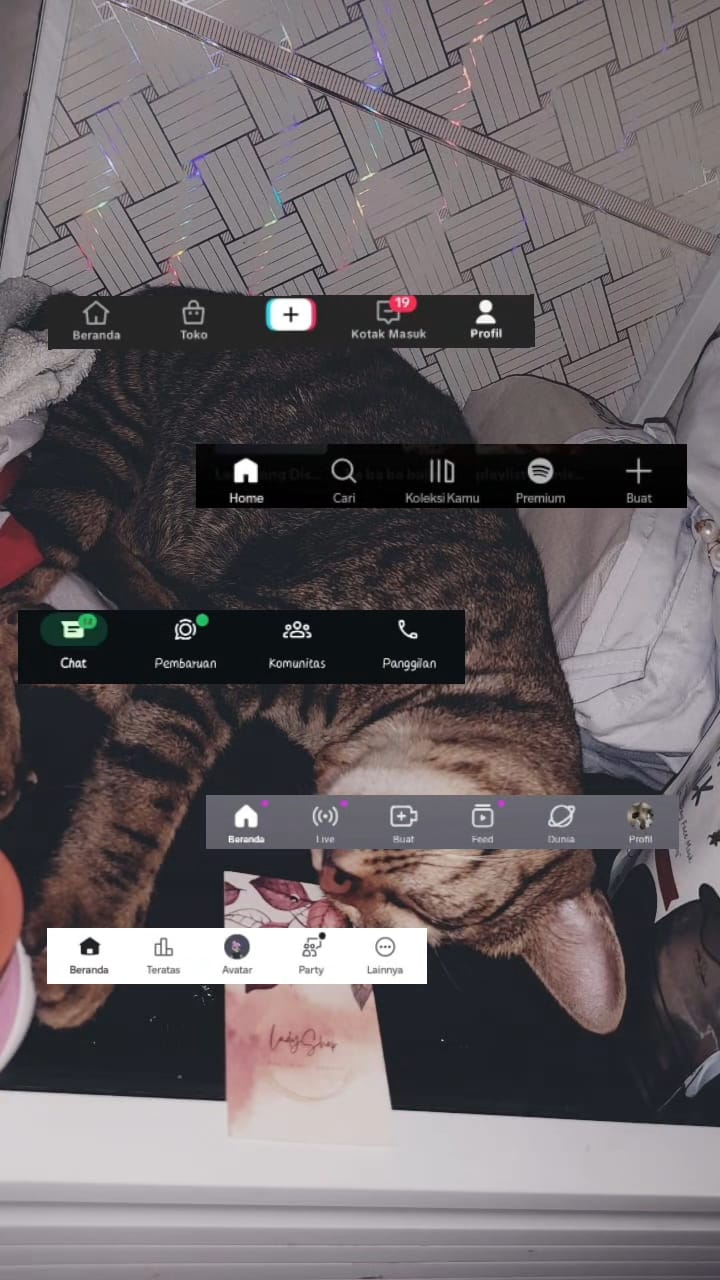 19
Beranda Toko Kotak Masuk Profil
Home Cari Koleksi Kamu Premium Buat
Chat Pembaruan Komunitas Panggilan
Beranda Live Buat Feed Dunia Profil
Beranda Teratas Avatar Party Lainnya
LadyShop